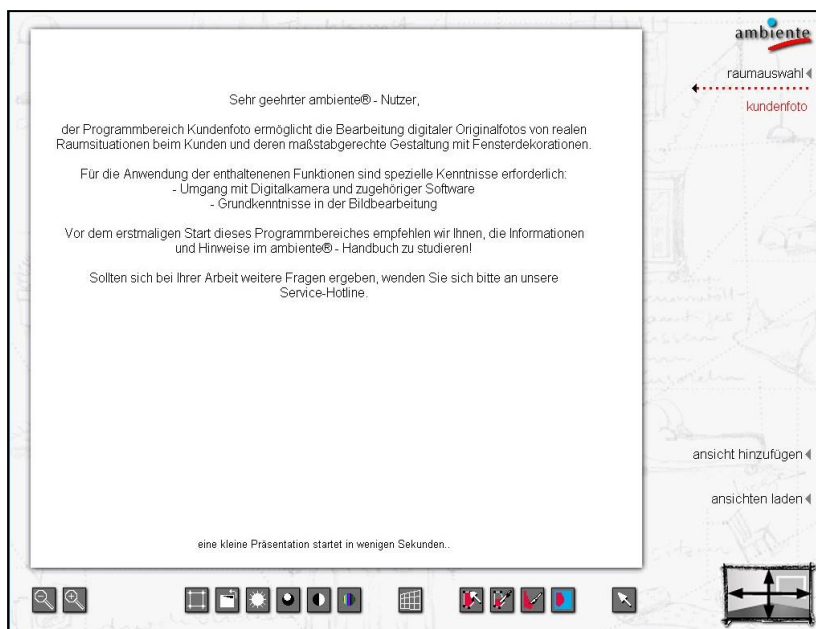 ambiente
raumauswahl
kundenfoto
Sehr geehrter ambiente® - Nutzer,
der Programmbereich Kundenfoto ermöglicht die Bearbeitung digitaler Originalfotos von realen
Raumsituationen beim Kunden und deren maßstabgerechte Gestaltung mit Fensterdekorationen.
Für die Anwendung der enthaltenenen Funktionen sind spezielle Kenntnisse erforderlich:
- Umgang mit Digitalkamera und zugehöriger Software
- Grundkenntnisse in der Bildbearbeitung
Vor dem erstmaligen Start dieses Programmbereiches empfehlen wir Ihnen, die Informationen
und Hinweise im ambiente® - Handbuch zu studieren!
Sollten sich bei Ihrer Arbeit weitere Fragen ergeben, wenden Sie sich bitte an unsere
Service-Hotline.
ansicht hinzufügen
ansichten laden
eine kleine Präsentation startet in wenigen Sekunden..